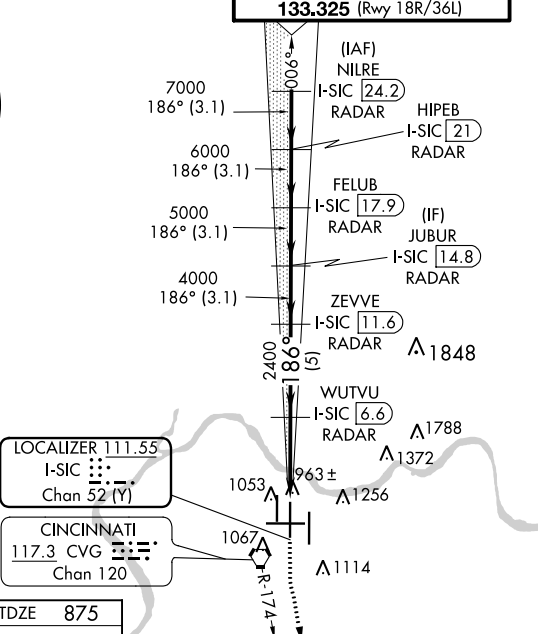 133.325 (Rwy 18R/36L)
006°
(IAF)
NILRE
I-SIC 24.2
RADAR
7000
186° (3.1)
HIPEB
I-SIC 21
RADAR
6000
186° (3.1)
FELUB
I-SIC 17.9
RADAR
5000
186° (3.1)
(IF)
JUBUR
I-SIC 14.8
RADAR
4000
186° (3.1)
ZEVVE
I-SIC 11.6
RADAR
2400
186°
(5)
1848
WUTVU
I-SIC 6.6
RADAR
1788
1372
LOCALIZER 111.55
I-SIC
Chan 52 (Y)
963±
1053
1256
CINCINNATI
117.3 CVG
Chan 120
1067
1114
R-174
TDZE 875